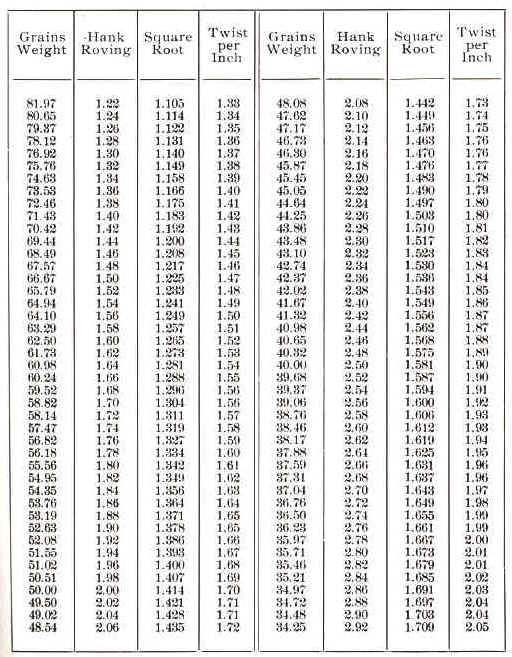 Grains Weight Hank Roving Square Root Twist per Inch Grains Weight Hank Roving Square Root Twist per Inch
81.97 1.22 1.105 1.33 48.08 2.08 1.442 1.73
80.65 1.24 1.114 1.34 47.62 2.10 1.449 1.74
79.37 1.26 1.122 1.35 47.17 2.12 1.456 1.75
78.12 1.28 1.131 1.36 46.73 2.14 1.463 1.76
76.92 1.30 1.140 1.37 46.30 2.16 1.470 1.76
75.76 1.32 1.149 1.38 45.87 2.18 1.476 1.77
74.63 1.34 1.158 1.39 45.45 2.20 1.483 1.78
73.53 1.36 1.166 1.40 45.05 2.22 1.490 1.79
72.46 1.38 1.175 1.41 44.64 2.24 1.497 1.80
71.43 1.40 1.183 1.42 44.25 2.26 1.503 1.80
70.42 1.42 1.192 1.43 43.86 2.28 1.510 1.81
69.44 1.44 1.200 1.44 43.48 2.30 1.517 1.82
68.49 1.46 1.208 1.45 43.10 2.32 1.523 1.83
67.57 1.48 1.217 1.46 42.74 2.34 1.530 1.84
66.67 1.50 1.225 1.47 42.37 2.36 1.536 1.84
65.79 1.52 1.233 1.48 42.02 2.38 1.543 1.85
64.94 1.54 1.241 1.49 41.67 2.40 1.549 1.86
64.10 1.56 1.249 1.50 41.32 2.42 1.556 1.87
63.29 1.58 1.257 1.51 40.98 2.44 1.562 1.87
62.50 1.60 1.265 1.52 40.65 2.46 1.568 1.88
61.73 1.62 1.273 1.53 40.32 2.48 1.575 1.89
60.98 1.64 1.281 1.54 40.00 2.50 1.581 1.90
60.24 1.66 1.288 1.55 39.68 2.52 1.587 1.90
59.52 1.68 1.296 1.56 39.37 2.54 1.594 1.91
58.82 1.70 1.304 1.56 39.06 2.56 1.600 1.92
58.14 1.72 1.311 1.57 38.76 2.58 1.606 1.93
57.47 1.74 1.319 1.58 38.46 2.60 1.612 1.93
56.82 1.76 1.327 1.59 38.17 2.62 1.619 1.94
56.18 1.78 1.334 1.60 37.88 2.64 1.625 1.95
55.56 1.80 1.342 1.61 37.59 2.66 1.631 1.96
54.95 1.82 1.349 1.62 37.31 2.68 1.637 1.96
54.35 1.84 1.356 1.63 37.04 2.70 1.643 1.97
53.76 1.86 1.364 1.64 36.76 2.72 1.649 1.98
53.19 1.88 1.371 1.65 36.50 2.74 1.655 1.99
52.63 1.90 1.378 1.65 36.23 2.76 1.661 1.99
52.08 1.92 1.386 1.66 35.97 2.78 1.667 2.00
51.55 1.94 1.393 1.67 35.71 2.80 1.673 2.01
51.02 1.96 1.400 1.68 35.46 2.82 1.679 2.01
50.51 1.98 1.407 1.69 35.21 2.84 1.685 2.02
50.00 2.00 1.414 1.70 34.97 2.86 1.691 2.03
49.50 2.02 1.421 1.71 34.72 2.88 1.697 2.04
49.02 2.04 1.428 1.71 34.48 2.90 1.703 2.04
48.54 2.06 1.435 1.72 34.25 2.92 1.709 2.05